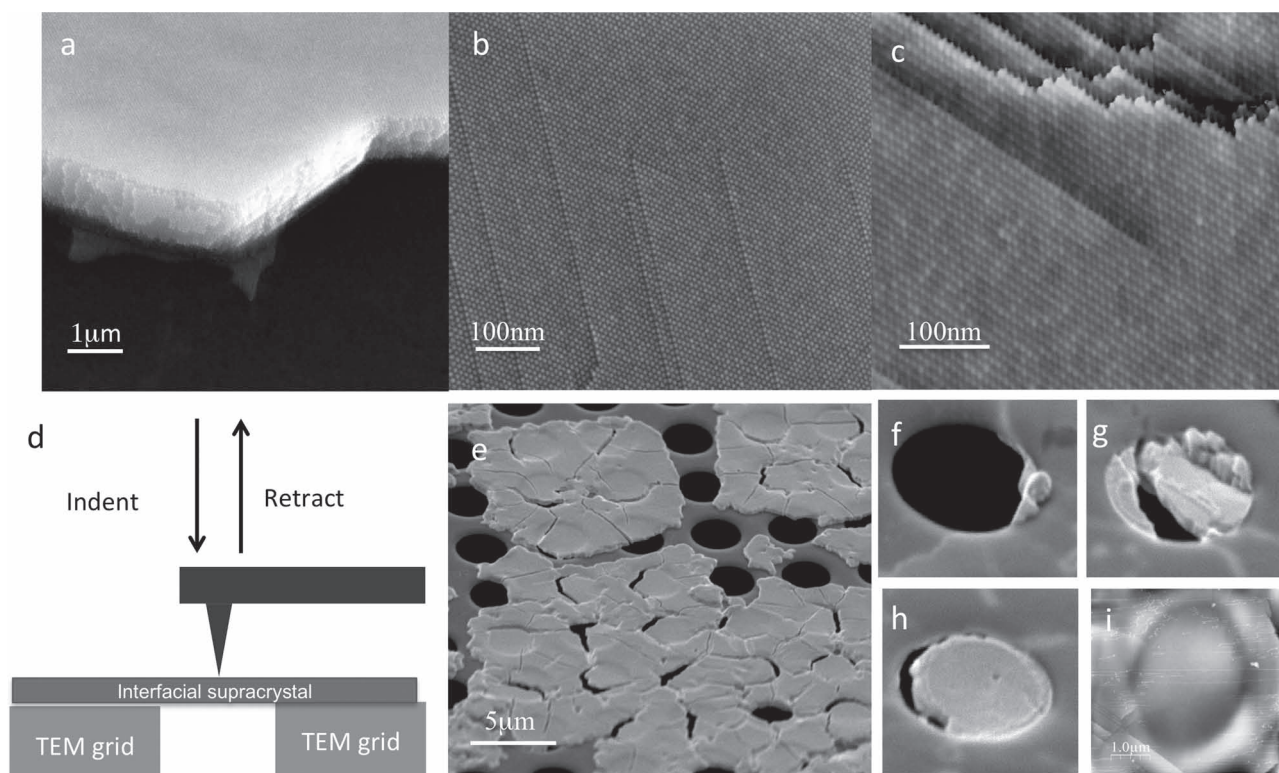 a
1μm
b
100nm
c
100nm
d
Indent
Retract
Interfacial supracrystal
TEM grid
TEM grid
e
5μm
f
g
h
i
1.0μm